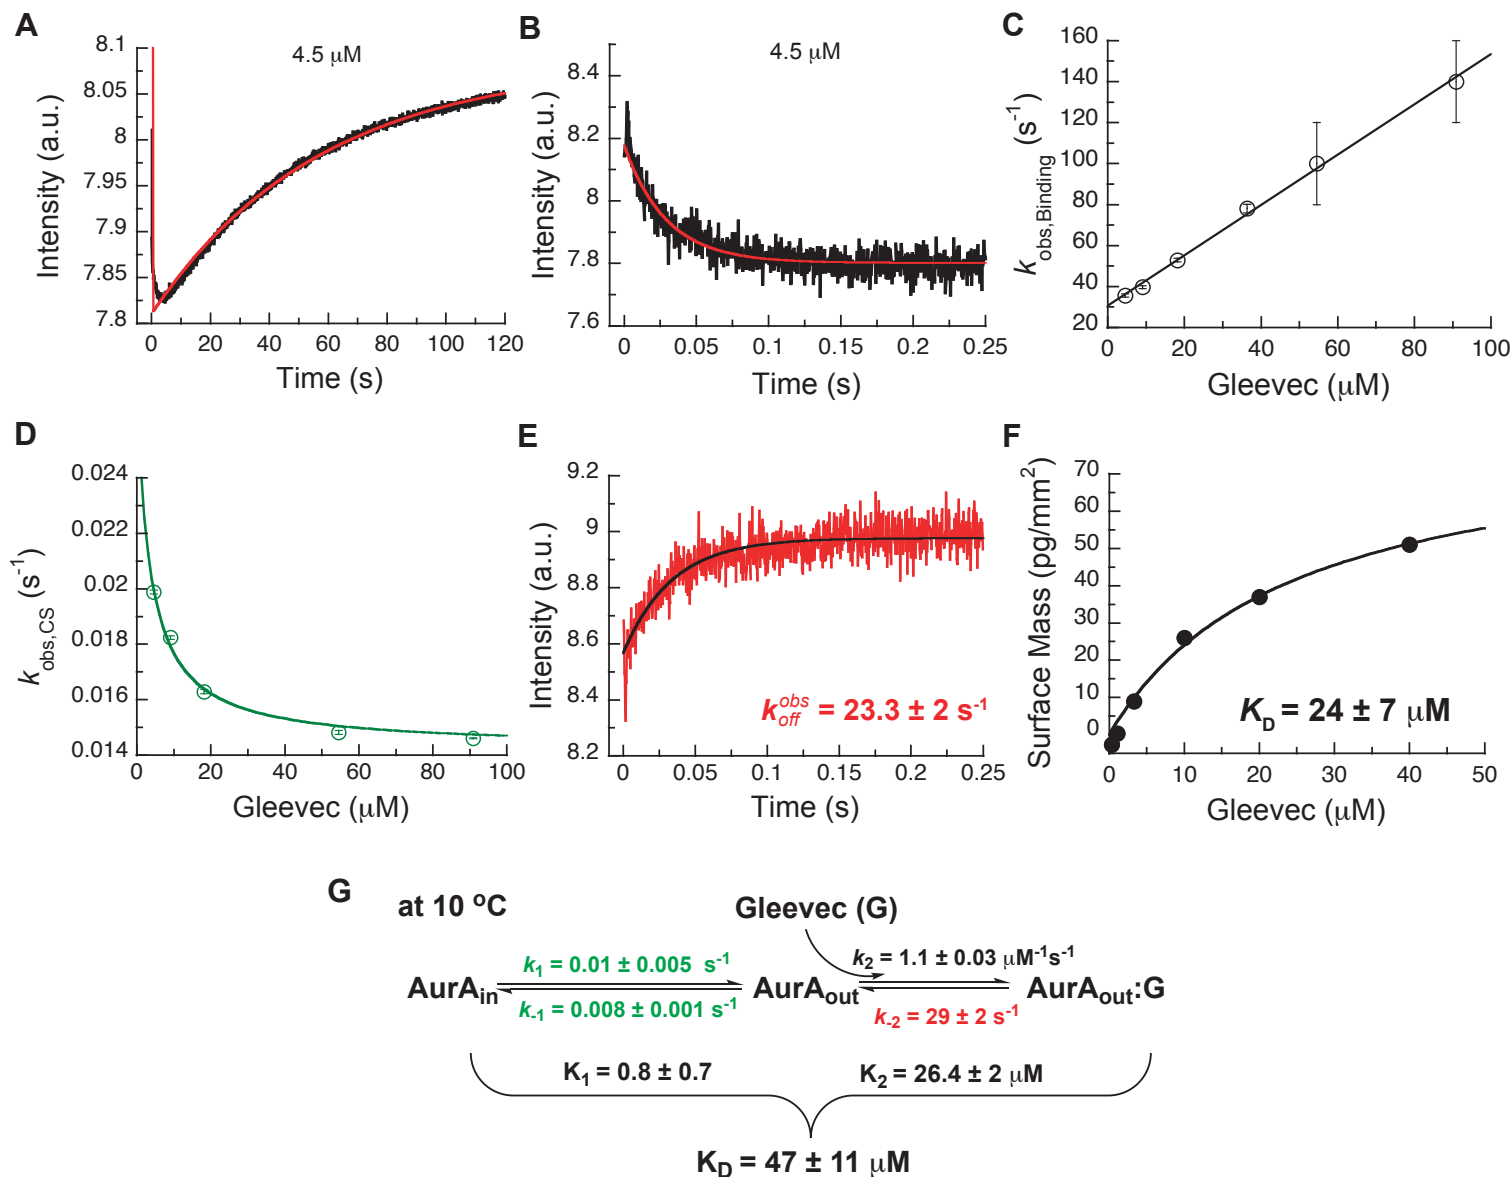 A
4.5 μM
Intensity (a.u.)
8.1
8.05
8
7.95
7.9
7.85
7.8
0 20 40 60 80 100 120
Time (s)
B
4.5 μM
Intensity (a.u.)
8.4
8.2
8
7.8
7.6
0 0.05 0.1 0.15 0.2 0.25
Time (s)
C
k_obs,Binding (s⁻¹)
160
140
120
100
80
60
40
20
0 20 40 60 80 100
Gleevec (μM)
D
k_obs,CS (s⁻¹)
0.024
0.022
0.02
0.018
0.016
0.014
0 20 40 60 80 100
Gleevec (μM)
E
Intensity (a.u.)
9.2
9
8.8
8.6
8.4
8.2
k_off^obs = 23.3 ± 2 s⁻¹
0 0.05 0.1 0.15 0.2 0.25
Time (s)
F
Surface Mass (pg/mm²)
70
60
50
40
30
20
10
0
K_D = 24 ± 7 μM
0 10 20 30 40 50
Gleevec (μM)
G
at 10 °C
Gleevec (G)
k₁ = 0.01 ± 0.005 s⁻¹
k₂ = 1.1 ± 0.03 μM⁻¹s⁻¹
AurA_in AurA_out AurA_out:G
k₋₁ = 0.008 ± 0.001 s⁻¹
k₋₂ = 29 ± 2 s⁻¹
K₁ = 0.8 ± 0.7
K₂ = 26.4 ± 2 μM
K_D = 47 ± 11 μM